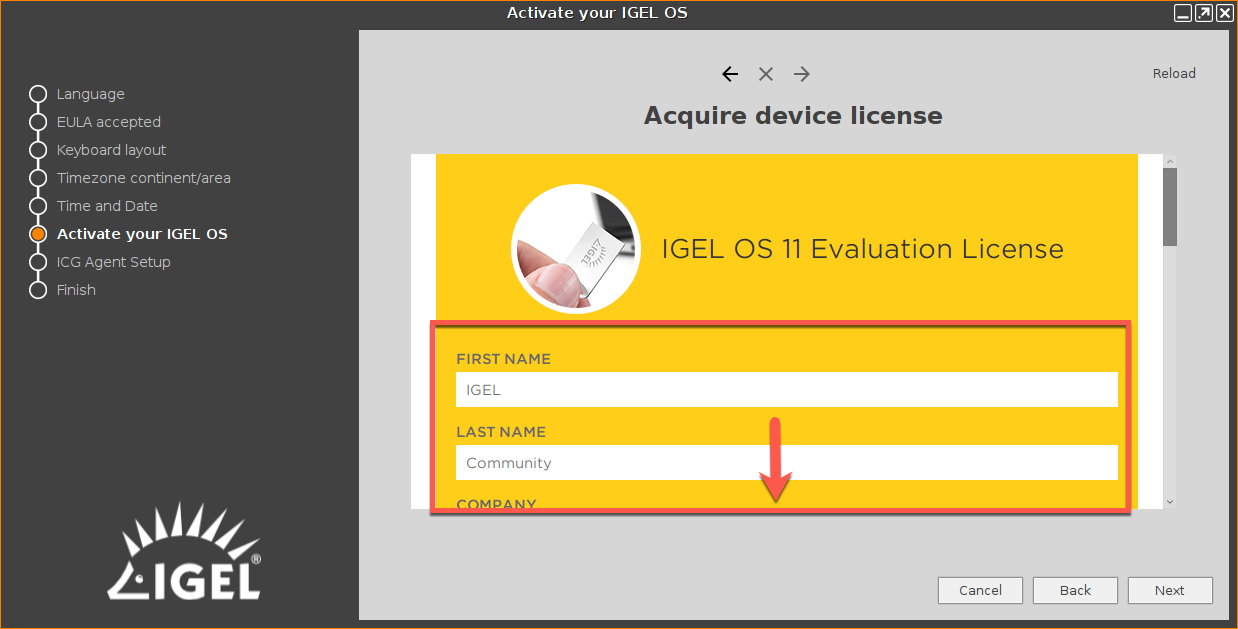 Activate your IGEL OS
Language
EULA accepted
Keyboard layout
Timezone continent/area
Time and Date
Activate your IGEL OS
ICG Agent Setup
Finish
IGEL®
Reload
Acquire device license
IGEL
IGEL OS 11 Evaluation License
FIRST NAME
IGEL
LAST NAME
Community
COMPANY
Cancel
Back
Next